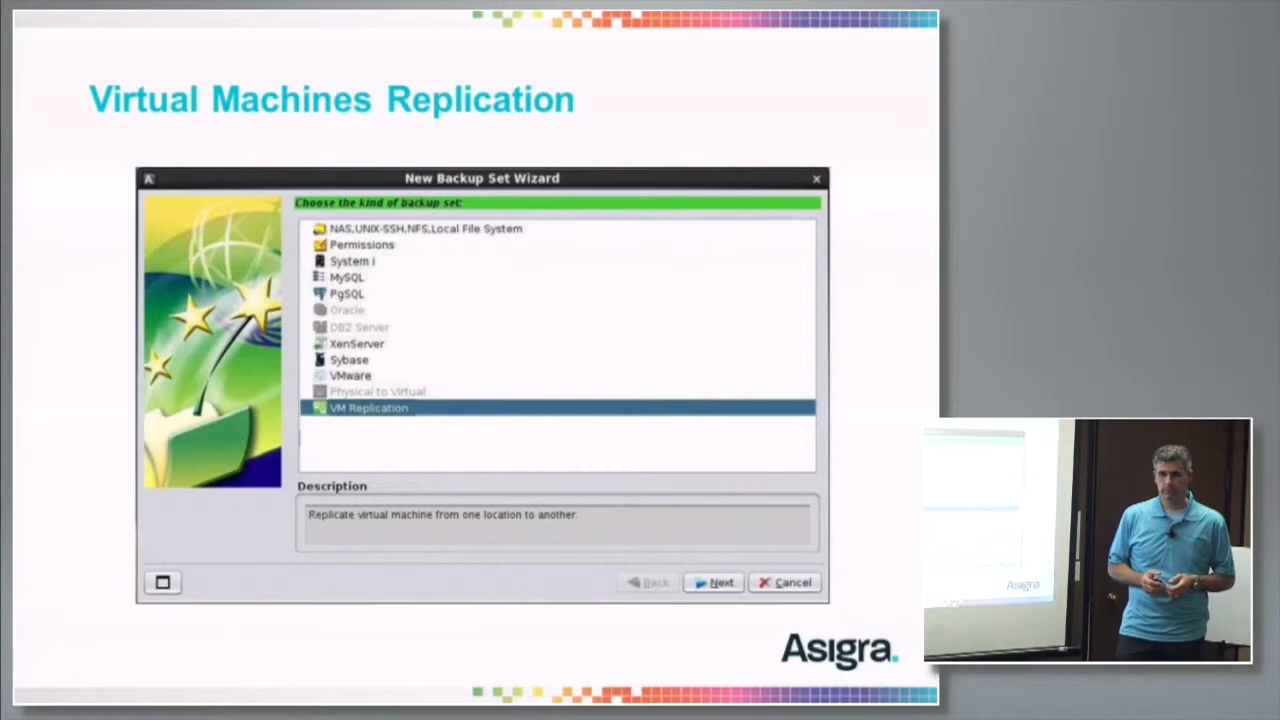 Virtual Machines Replication
New Backup Set Wizard
Choose the kind of backup set:
NAS,UNIX-SSH,NFS,Local File System
Permissions
System i
MySQL
PgSQL
Oracle
DB2 Server
XenServer
Sybase
VMware
Physical to Virtual
VM Replication
Description
Replicate virtual machine from one location to another.
Back
Next
Cancel
Asigra.
Asigra